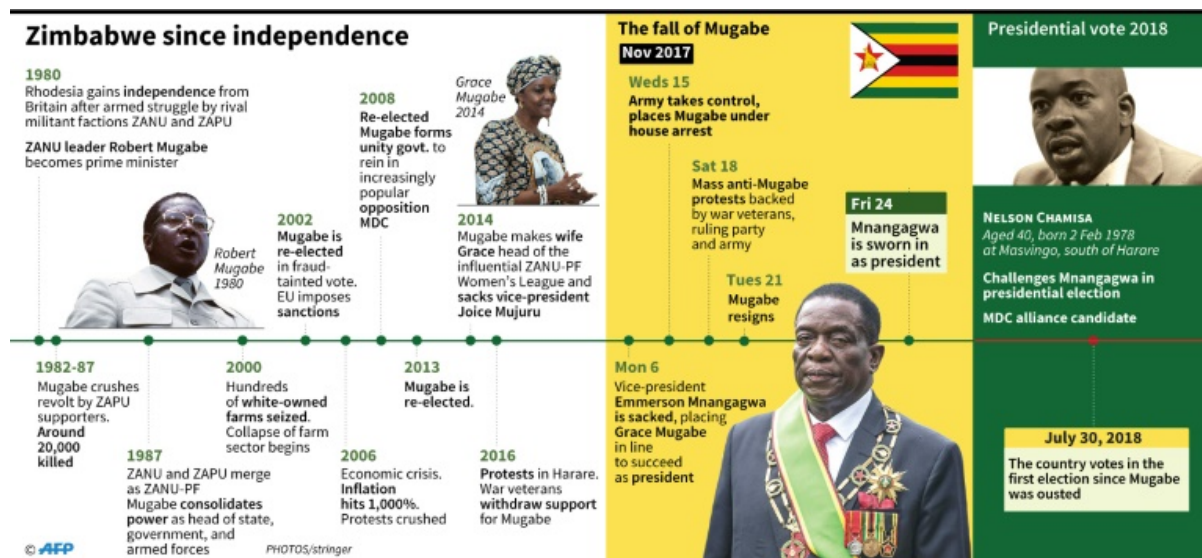 Zimbabwe since independence
1980
Rhodesia gains independence from
Britain after armed struggle by rival
militant factions ZANU and ZAPU
ZANU leader Robert Mugabe
becomes prime minister
Robert
Mugabe
1980
2002
Mugabe is
re-elected
in fraud-
tainted vote.
EU imposes
sanctions
2008
Re-elected
Mugabe forms
unity govt. to
rein in
increasingly
popular
opposition
MDC
Grace
Mugabe
2014
2014
Mugabe makes wife
Grace head of the
influential ZANU-PF
Women's League and
sacks vice-president
Joice Mujuru
1982-87
Mugabe crushes
revolt by ZAPU
supporters.
Around
20,000
killed
1987
ZANU and ZAPU merge
as ZANU-PF
Mugabe consolidates
power as head of state,
government, and
armed forces
2000
Hundreds
of white-owned
farms seized.
Collapse of farm
sector begins
2006
Economic crisis.
Inflation
hits 1,000%.
Protests crushed
2013
Mugabe is
re-elected.
2016
Protests in Harare.
War veterans
withdraw support
for Mugabe
© AFP
PHOTOS/stringer
The fall of Mugabe
Nov 2017
Weds 15
Army takes control,
places Mugabe under
house arrest
Sat 18
Mass anti-Mugabe
protests backed
by war veterans,
ruling party
and army
Tues 21
Mugabe
resigns
Fri 24
Mnangagwa
is sworn in
as president
Mon 6
Vice-president
Emmerson Mnangagwa
is sacked, placing
Grace Mugabe
in line
to succeed
as president
Presidential vote 2018
NELSON CHAMISA
Aged 40, born 2 Feb 1978
at Masvingo, south of Harare
Challenges Mnangagwa in
presidential election
MDC alliance candidate
July 30, 2018
The country votes in the
first election since Mugabe
was ousted